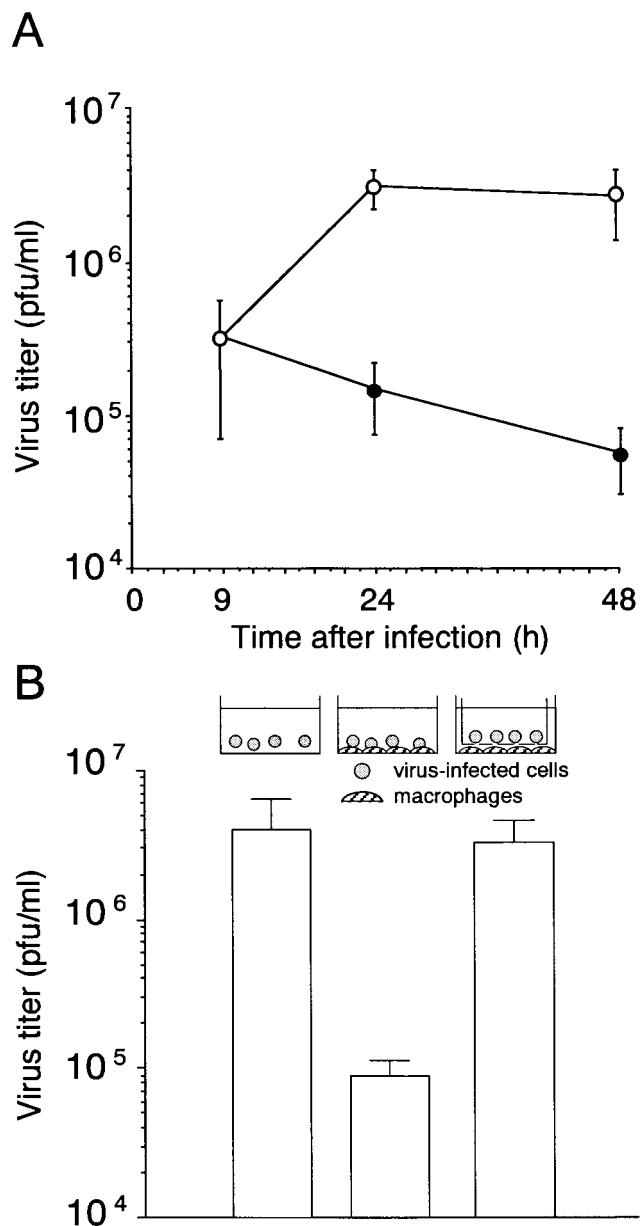 A
10^7
10^6
10^5
10^4
Virus titer (pfu/ml)
0 9 24 48
Time after infection (h)
B
virus-infected cells
macrophages
10^7
10^6
10^5
10^4
Virus titer (pfu/ml)